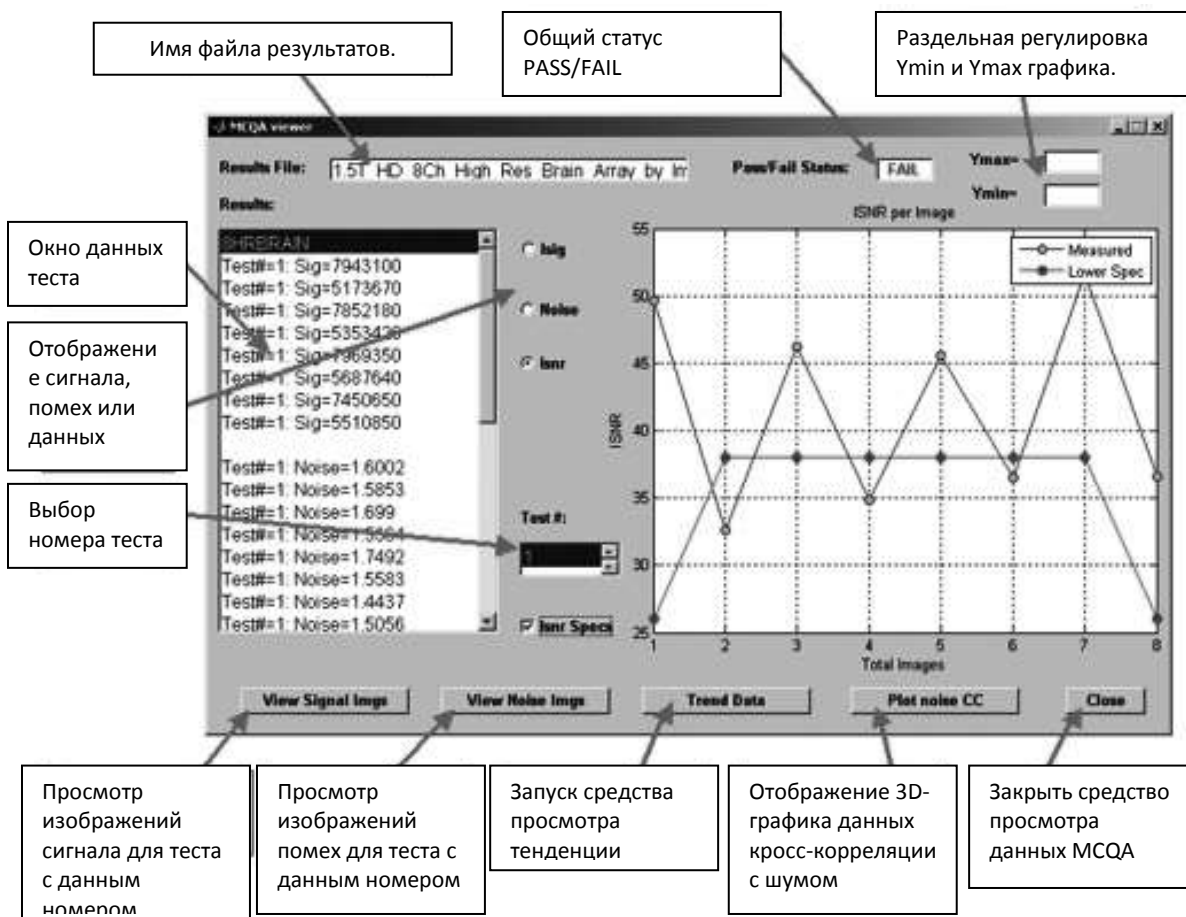 Имя файла результатов.
Общий статус
PASS/FAIL
Раздельная регулировка
Ymin и Ymax графика.
MCQA viewer
Results File:
1.5T HD 8Ch High Res Brain Array by
Pass/Fail Status:
FAIL
Ymax=
Ymin=
Results:
ISNR per Image
Окно данных
теста
Отображени
е сигнала,
помех или
данных
Выбор
номера теста
8HRBRAIN
Test#=1: Sig=7943100
Test#=1: Sig=5173670
Test#=1: Sig=7852180
Test#=1: Sig=5353420
Test#=1: Sig=7969350
Test#=1: Sig=5687640
Test#=1: Sig=7450650
Test#=1: Sig=5510850
Test#=1: Noise=1.6002
Test#=1: Noise=1.5853
Test#=1: Noise=1.699
Test#=1:
Test#=1: Noise=1.7492
Test#=1: Noise=1.5583
Test#=1: Noise=1.4437
Test#=1: Noise=1.5056
Isig
Noise
Isnr
Test #:
1
Isnr Specs
Measured
Lower Spec
ISNR
55
50
45
40
35
30
25
1 2 3 4 5 6 7 8
Total Images
View Signal Imgs
View Noise Imgs
Trend Data
Plot noise CC
Close
Просмотр
изображений
сигнала для теста
с данным
номером
Просмотр
изображений
помех для теста с
данным номером
Запуск средства
просмотра
тенденции
Отображение 3D-
графика данных
кросс-корреляции
с шумом
Закрыть средство
просмотра
данных MCQA